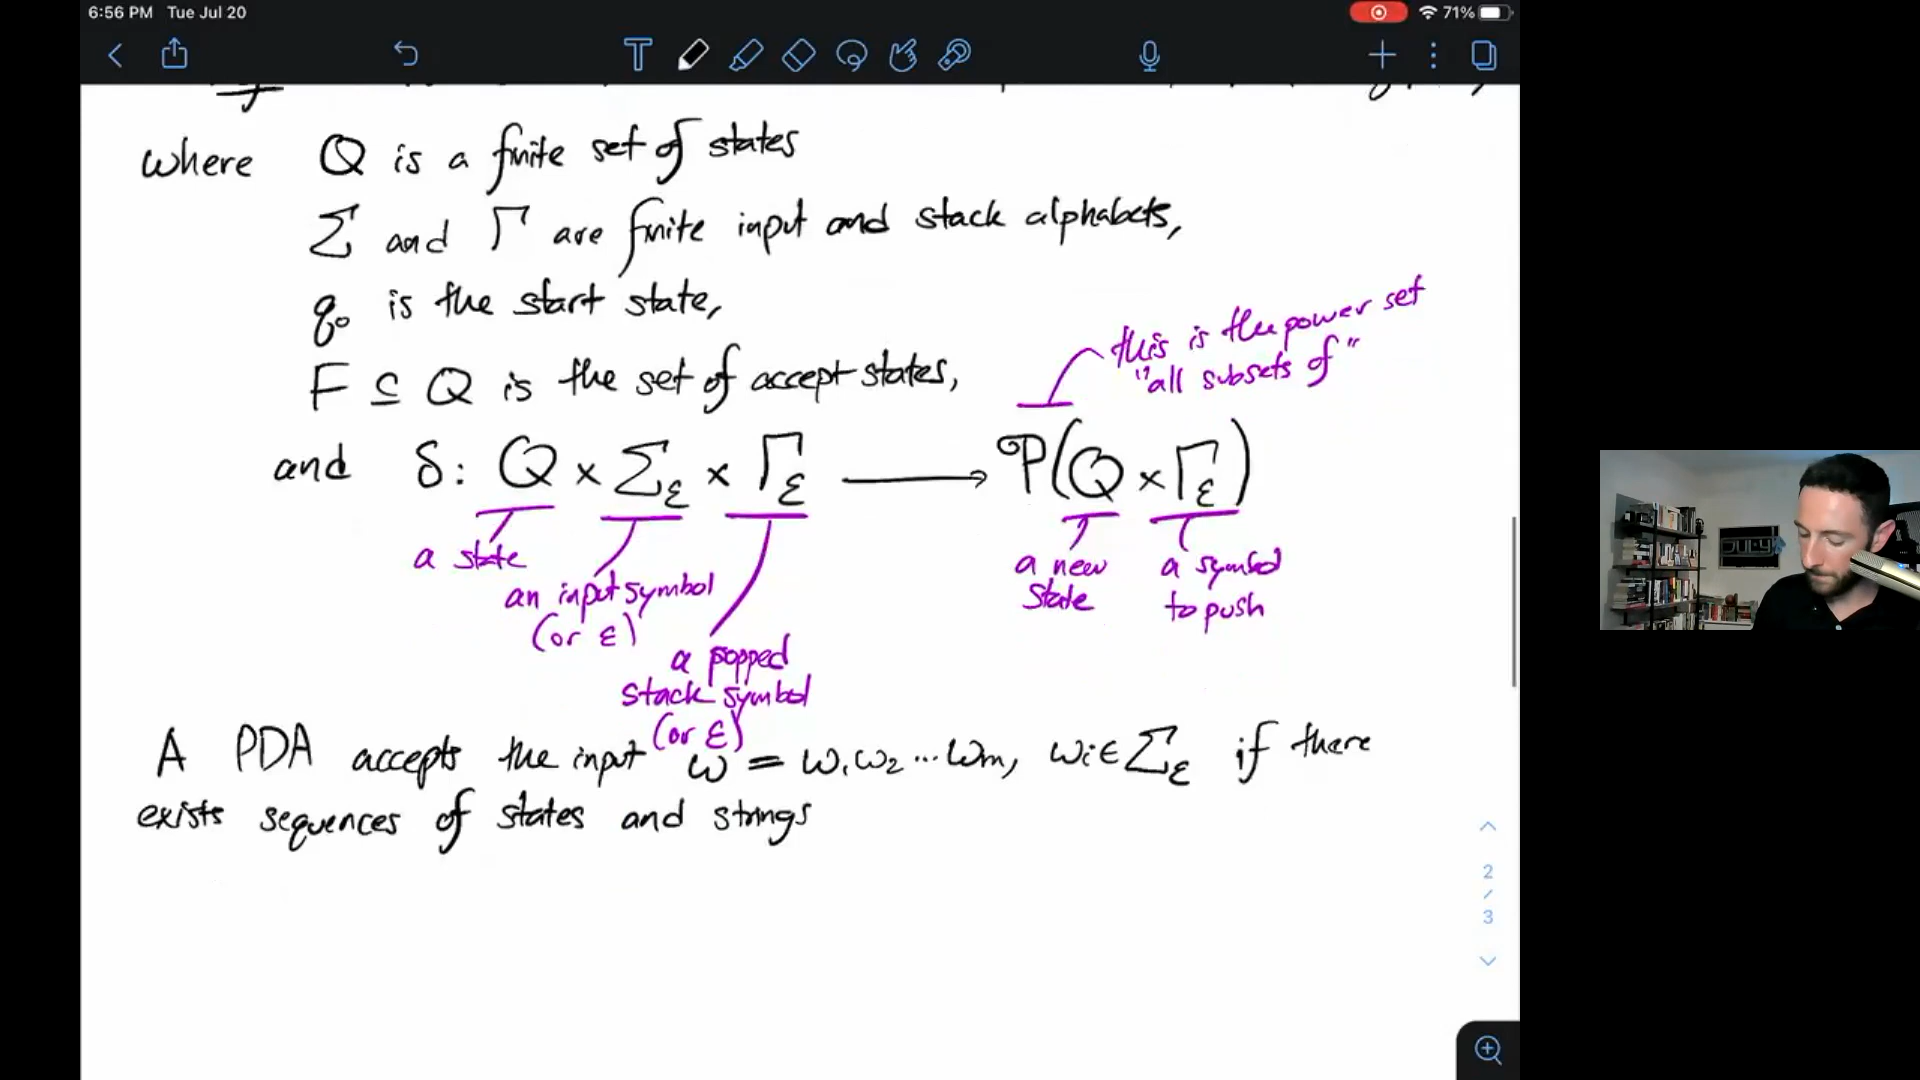 6:56 PM Tue Jul 20
71%
where Q is a finite set of states
Σ and Γ are finite input and stack alphabets,
q₀ is the start state,
F ⊆ Q is the set of accept states,
this is the power set
"all subsets of"
and δ: Q × Σ_ε × Γ_ε ⟶ P(Q × Γ_ε)
a state
an input symbol
(or ε)
a popped
stack symbol
(or ε)
a new
state
a symbol
to push
A PDA accepts the input w = w₁w₂...wₘ, wᵢ ∈ Σ_ε if there
exists sequences of states and strings
2
/
3